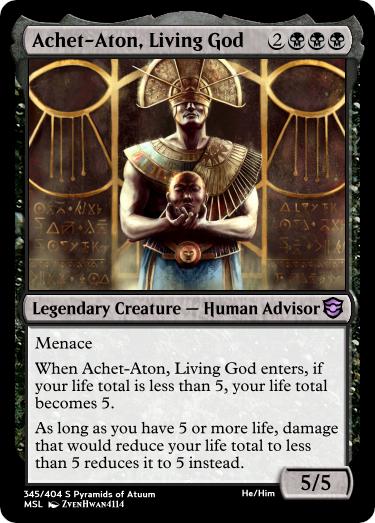 Achet-Aton, Living God 2
Legendary Creature — Human Advisor
Menace
When Achet-Aton, Living God enters, if
your life total is less than 5, your life total
becomes 5.
As long as you have 5 or more life, damage
that would reduce your life total to less
than 5 reduces it to 5 instead.
5/5
345/404 S Pyramids of Atuum
He/Him
MSL ZvenHwan4114